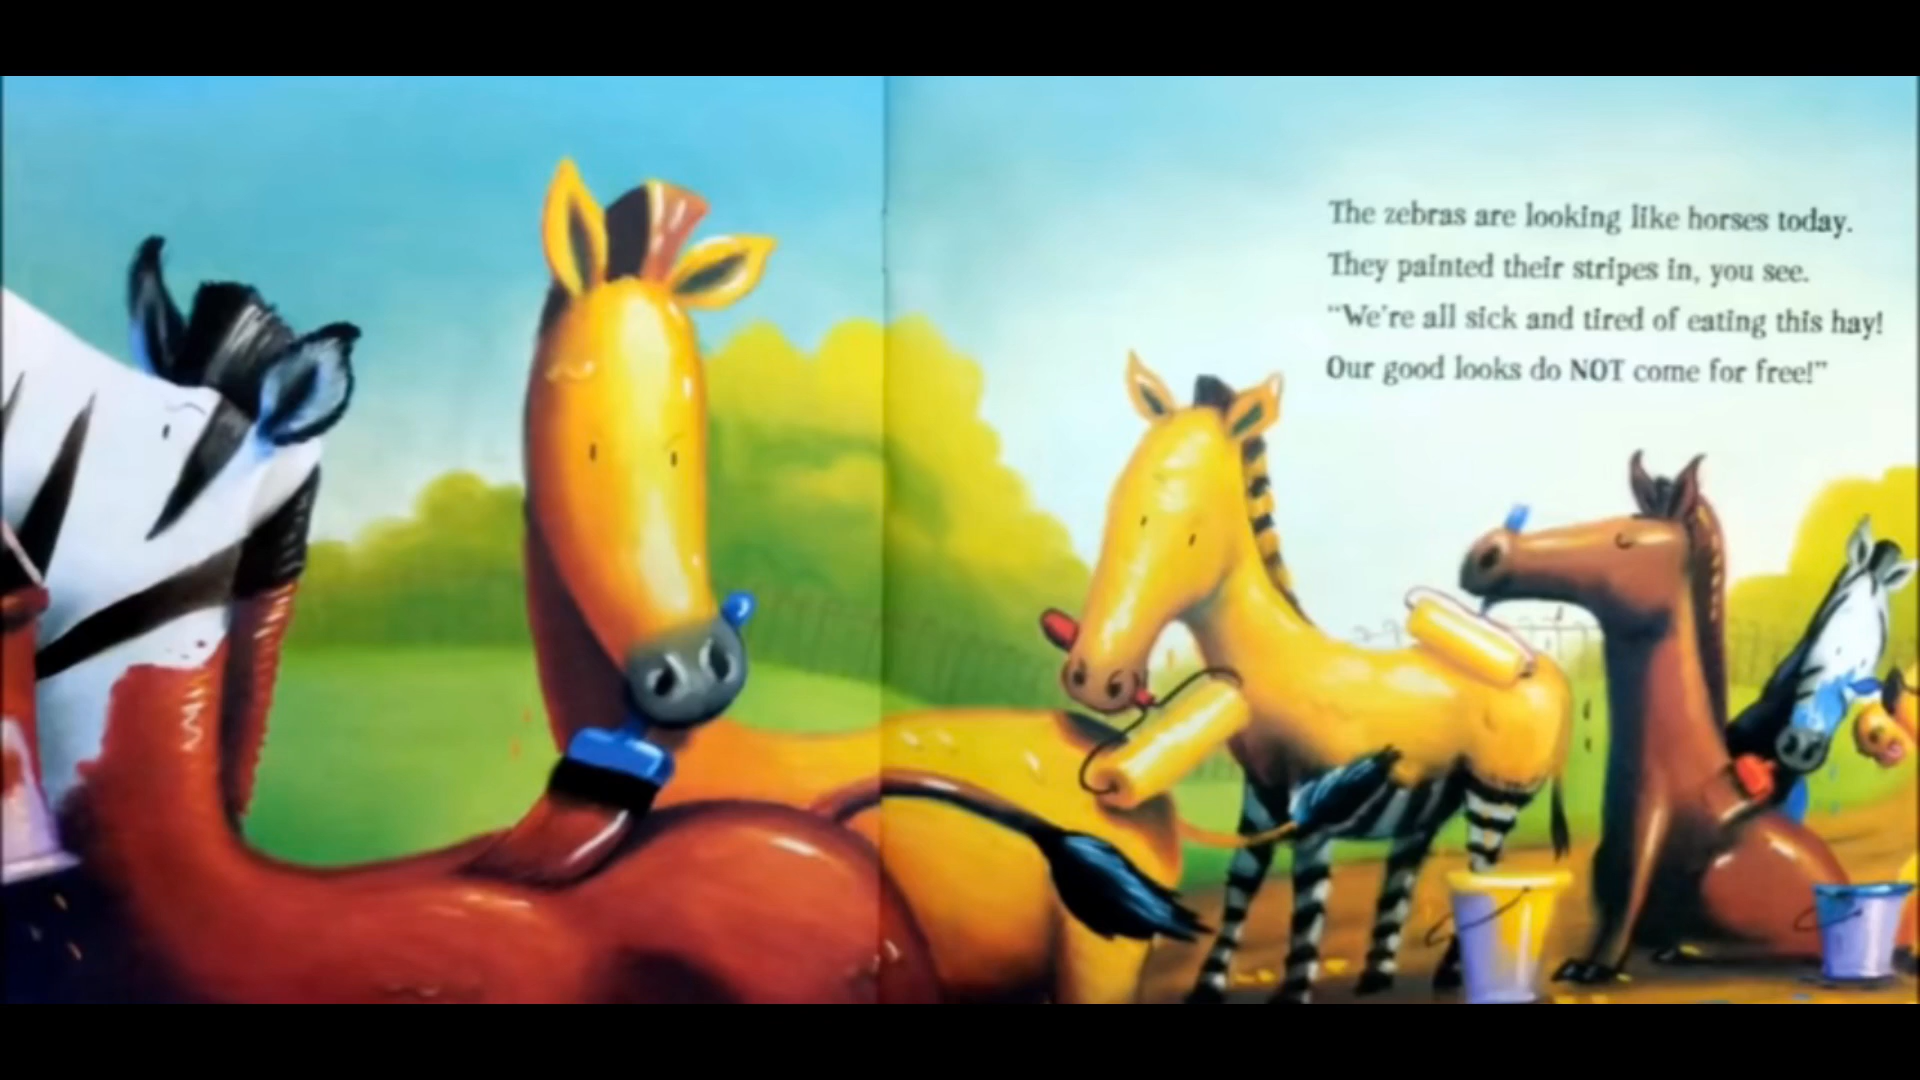 The zebras are looking like horses today.
They painted their stripes in, you see.
“We’re all sick and tired of eating this hay!
Our good looks do NOT come for free!”